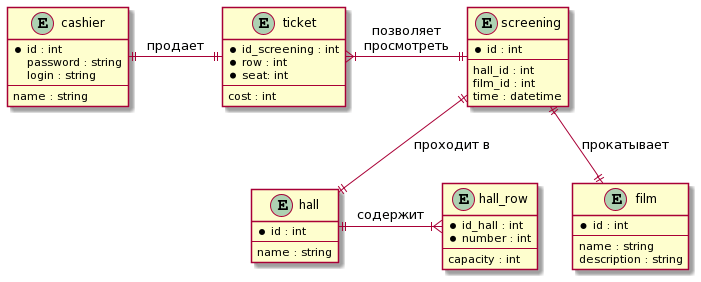 E cashier
id : int
password : string
login : string
name : string
продает
E ticket
id_screening : int
row : int
seat: int
cost : int
позволяет
просмотреть
E screening
id : int
hall_id : int
film_id : int
time : datetime
проходит в
прокатывает
E hall
id : int
name : string
содержит
E hall_row
id_hall : int
number : int
capacity : int
E film
id : int
name : string
description : string